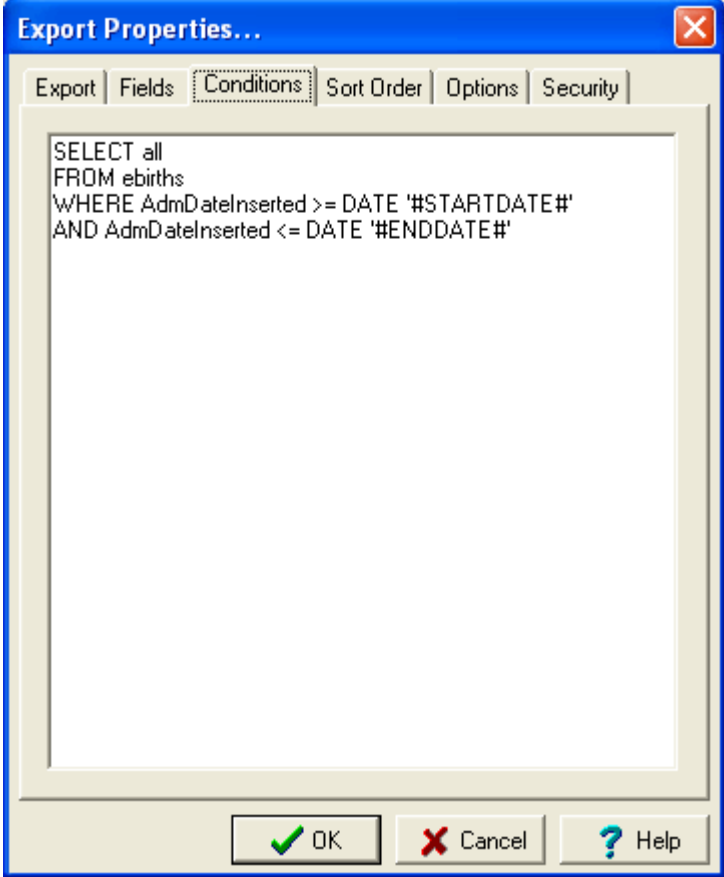 Export Properties...
Export Fields Conditions Sort Order Options Security
SELECT all
FROM ebirths
WHERE AdmDateInserted >= DATE '#STARTDATE#'
AND AdmDateInserted <= DATE '#ENDDATE#'
OK Cancel Help